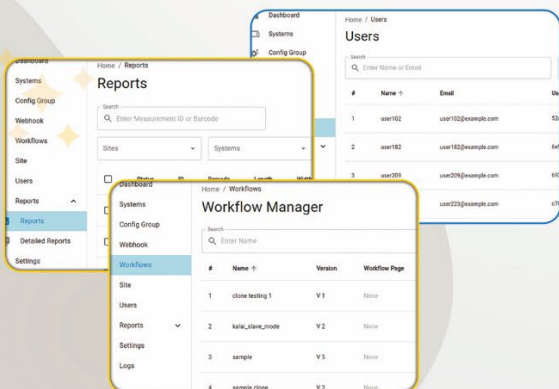 Dashboard
Systems
Config Group
Home / Users
Users
Search
Enter Name or Email
# Name ↑ Email
1 user102 user102@example.com
2 user182 user182@example.com
3 user209 user209@example.com
user223@example.com
Dashboard
Systems
Config Group
Webhook
Workflows
Site
Users
Reports
Reports
Detailed Reports
Settings
Home / Reports
Reports
Search
Enter Measurement ID or Barcode
Sites
Systems
Status ID Barcode Length
Dashboard
Systems
Config Group
Webhook
Workflows
Site
Users
Reports
Settings
Logs
Home / Workflows
Workflow Manager
Search
Enter Name
# Name ↑ Version Workflow Page
1 clone testing 1 V 1 None
2 kalai_slave_mode V 2 None
3 sample V 5 None
4 sample clone V 3 None